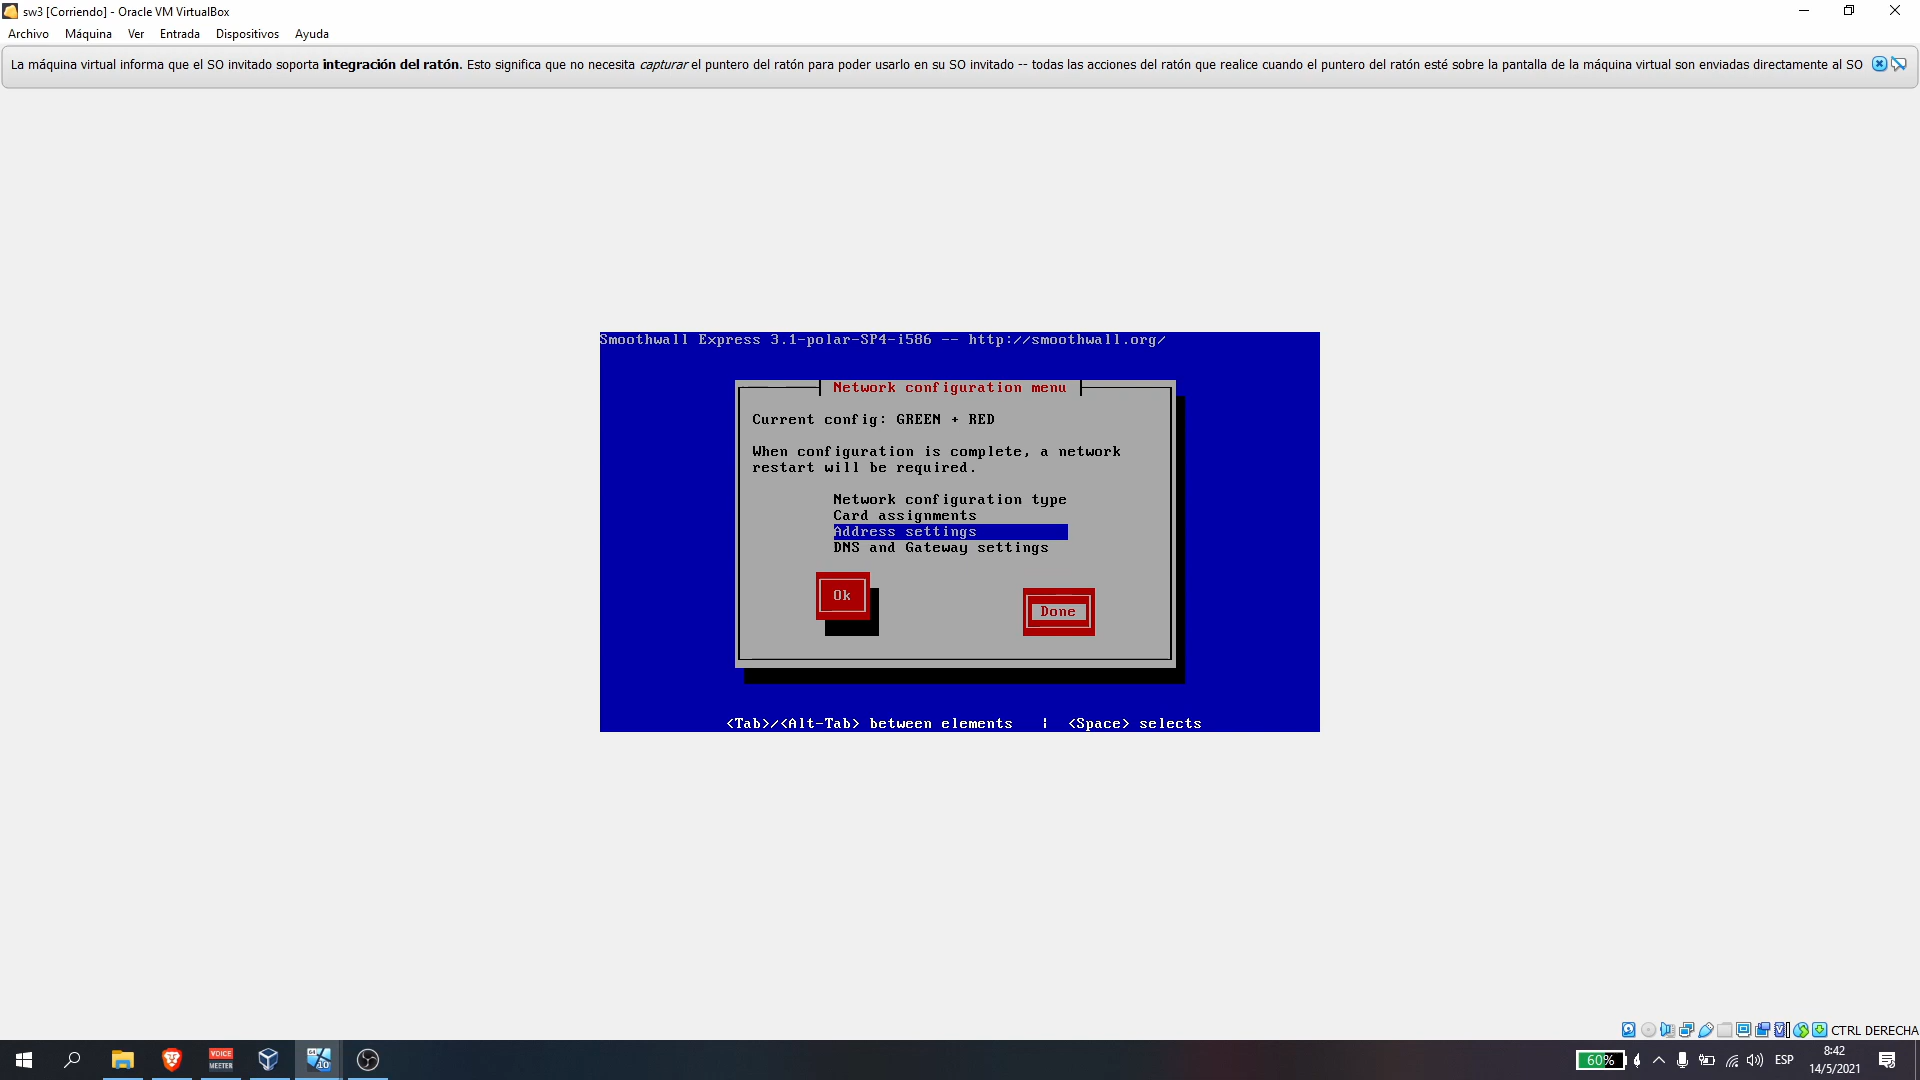 sw3 [Corriendo] - Oracle VM VirtualBox
Archivo Máquina Ver Entrada Dispositivos Ayuda
La máquina virtual informa que el SO invitado soporta integración del ratón. Esto significa que no necesita capturar el puntero del ratón para poder usarlo en su SO invitado -- todas las acciones del ratón que realice cuando el puntero del ratón esté sobre la pantalla de la máquina virtual son enviadas directamente al SO
Smoothwall Express 3.1-polar-SP4-i586 -- http://smoothwall.org/
Network configuration menu
Current config: GREEN + RED
When configuration is complete, a network
restart will be required.
Network configuration type
Card assignments
Address settings
DNS and Gateway settings
Ok
Done
<Tab>/<Alt-Tab> between elements | <Space> selects
CTRL DERECHA
VOICE
MEETER
64
10
60%
ESP
8:42
14/5/2021